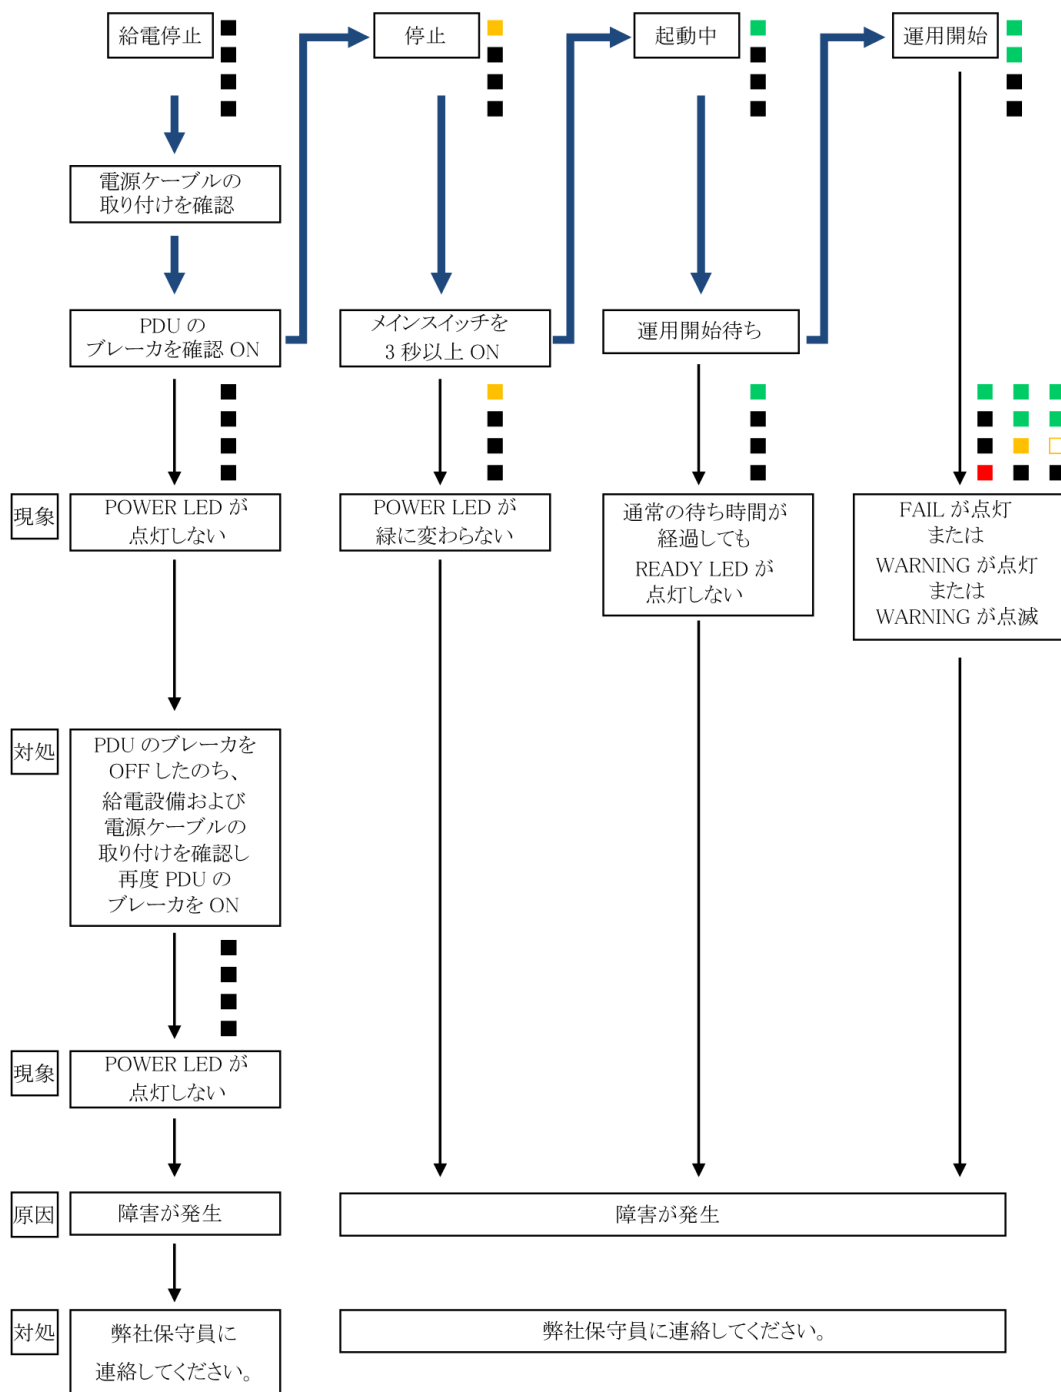 給電停止
停止
起動中
運用開始
電源ケーブルの
取り付けを確認
PDU の
ブレーカを確認 ON
メインスイッチを
3 秒以上 ON
運用開始待ち
現象
POWER LED が
点灯しない
POWER LED が
緑に変わらない
通常の待ち時間が
経過しても
READY LED が
点灯しない
FAIL が点灯
または
WARNING が点灯
または
WARNING が点滅
対処
PDU のブレーカを
OFF したのち、
給電設備および
電源ケーブルの
取り付けを確認し
再度 PDU の
ブレーカを ON
現象
POWER LED が
点灯しない
原因
障害が発生
障害が発生
対処
弊社保守員に
連絡してください。
弊社保守員に連絡してください。